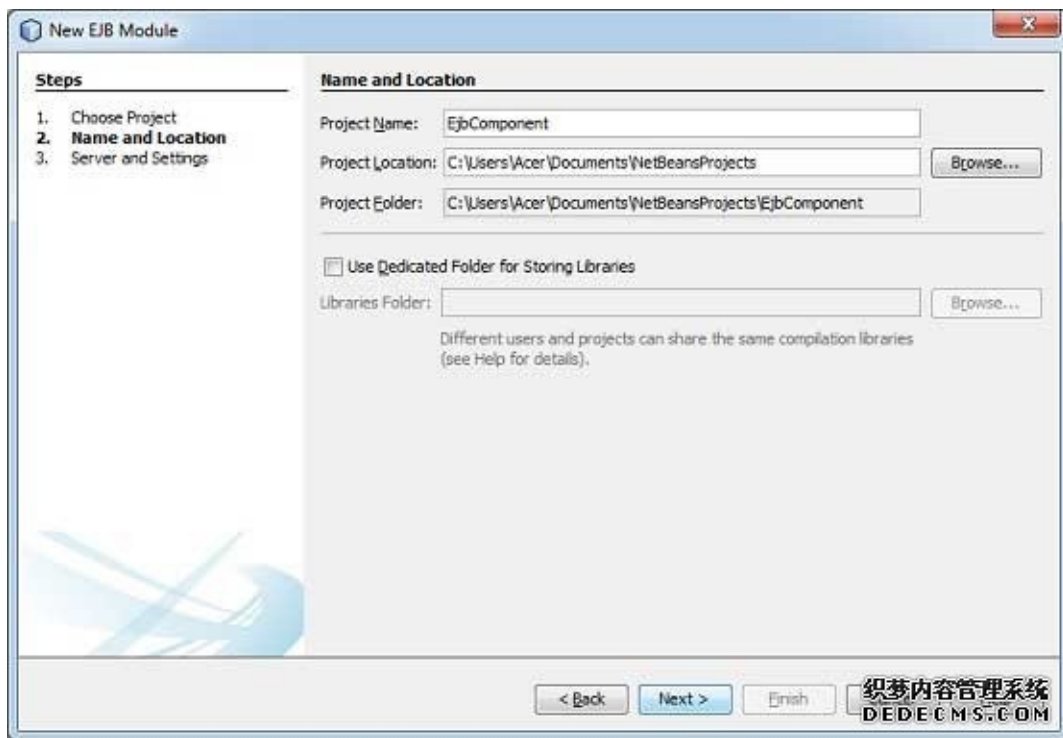 New EJB Module
Steps
1. Choose Project
2. Name and Location
3. Server and Settings
Name and Location
Project Name: EjbComponent
Project Location: C:\Users\Acer\Documents\NetBeansProjects Browse...
Project Folder: C:\Users\Acer\Documents\NetBeansProjects\EjbComponent
Use Dedicated Folder for Storing Libraries
Libraries Folder: Browse...
Different users and projects can share the same compilation libraries
(see Help for details).
< Back Next > Finish
织梦内容管理系统
DEDECMS.COM